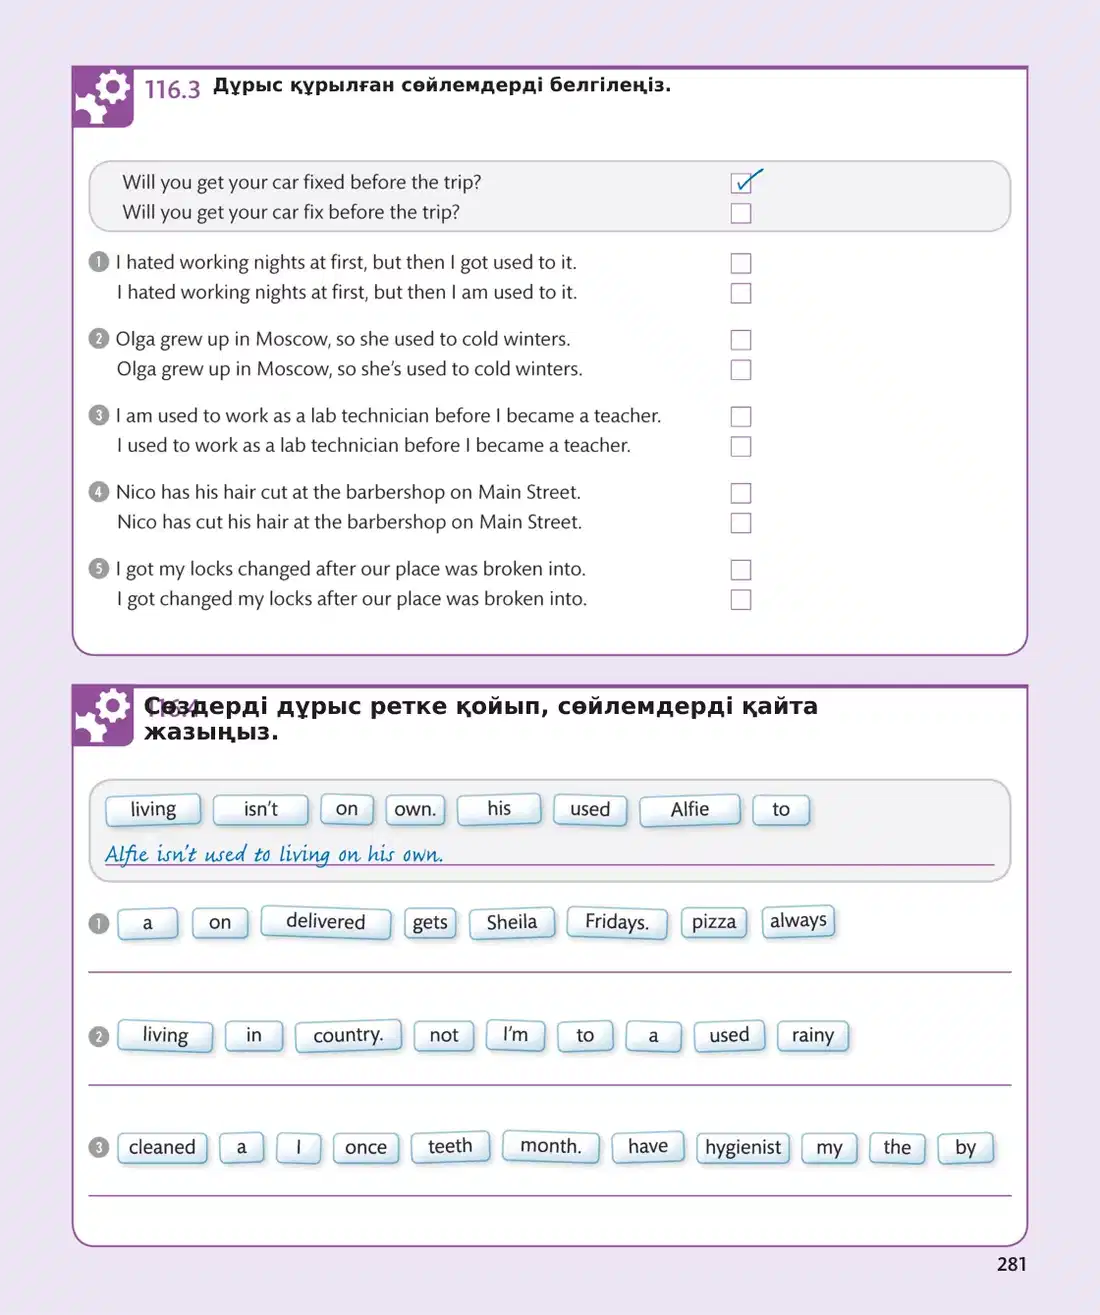 116.3 Дұрыс құрылған сөйлемдерді белгілеңіз.
Will you get your car fixed before the trip?
Will you get your car fix before the trip?
1 I hated working nights at first, but then I got used to it.
I hated working nights at first, but then I am used to it.
2 Olga grew up in Moscow, so she used to cold winters.
Olga grew up in Moscow, so she's used to cold winters.
3 I am used to work as a lab technician before I became a teacher.
I used to work as a lab technician before I became a teacher.
4 Nico has his hair cut at the barbershop on Main Street.
Nico has cut his hair at the barbershop on Main Street.
5 I got my locks changed after our place was broken into.
I got changed my locks after our place was broken into.
Сөздерді дұрыс ретке қойып, сөйлемдерді қайта
жазыңыз.
living isn't on own. his used Alfie to
Alfie isn't used to living on his own.
1 a on delivered gets Sheila Fridays. pizza always
2 living in country. not I'm to a used rainy
3 cleaned a I once teeth month. have hygienist my the by
281